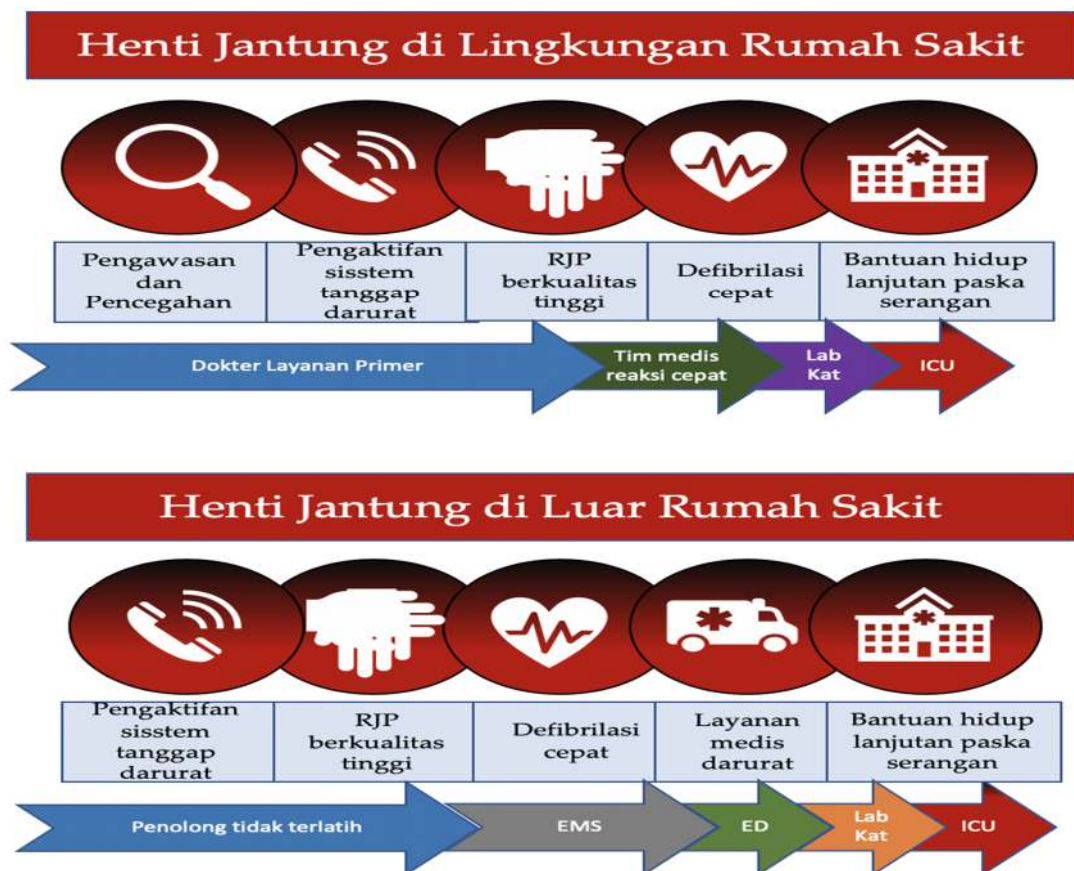 Henti Jantung di Lingkungan Rumah Sakit
Pengawasan
dan
Pencegahan
Pengaktifan
sisstem
tanggap
darurat
RJP
berkualitas
tinggi
Defibrilasi
cepat
Bantuan hidup
lanjutan paska
serangan
Dokter Layanan Primer
Tim medis
reaksi cepat
Lab
Kat
ICU
Henti Jantung di Luar Rumah Sakit
Pengaktifan
sisstem
tanggap
darurat
RJP
berkualitas
tinggi
Defibrilasi
cepat
Layanan
medis
darurat
Bantuan hidup
lanjutan paska
serangan
Penolong tidak terlatih
EMS
ED
Lab
Kat
ICU